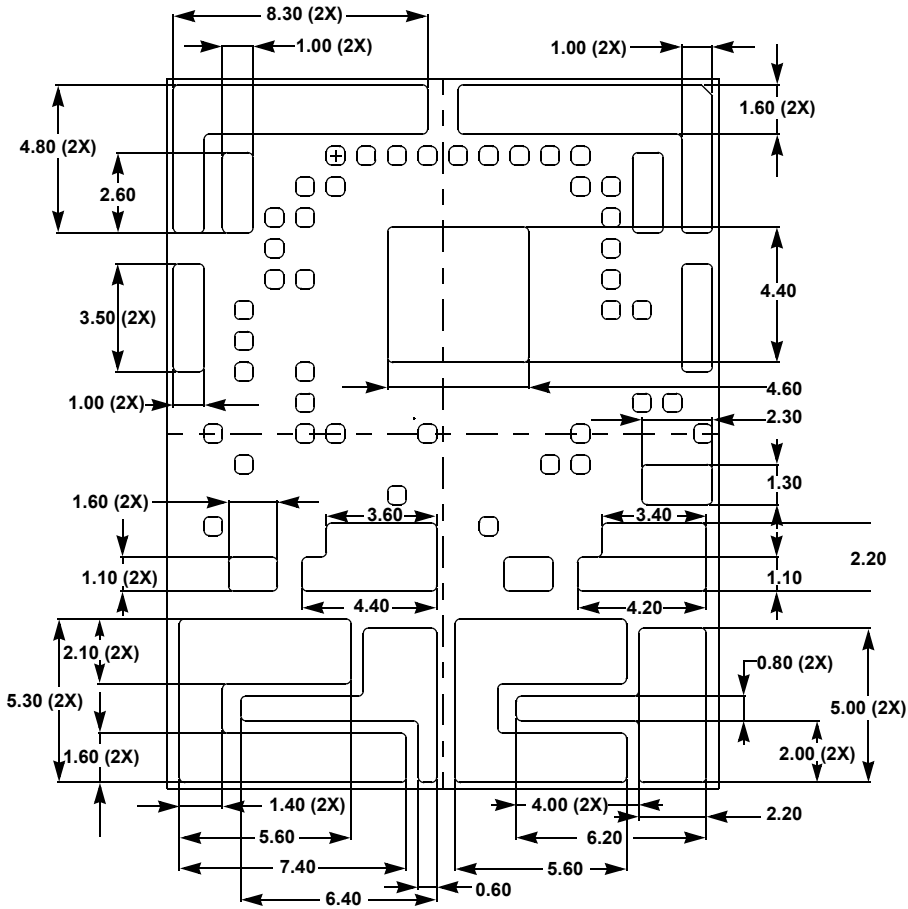 8.30 (2X)
1.00 (2X)
1.00 (2X)
1.60 (2X)
4.80 (2X)
2.60
4.40
3.50 (2X)
4.60
1.00 (2X)
2.30
1.30
1.60 (2X)
3.60
3.40
2.20
1.10 (2X)
1.10
4.40
4.20
2.10 (2X)
0.80 (2X)
5.30 (2X)
5.00 (2X)
1.60 (2X)
2.00 (2X)
1.40 (2X)
4.00 (2X)
2.20
5.60
6.20
7.40
5.60
6.40
0.60